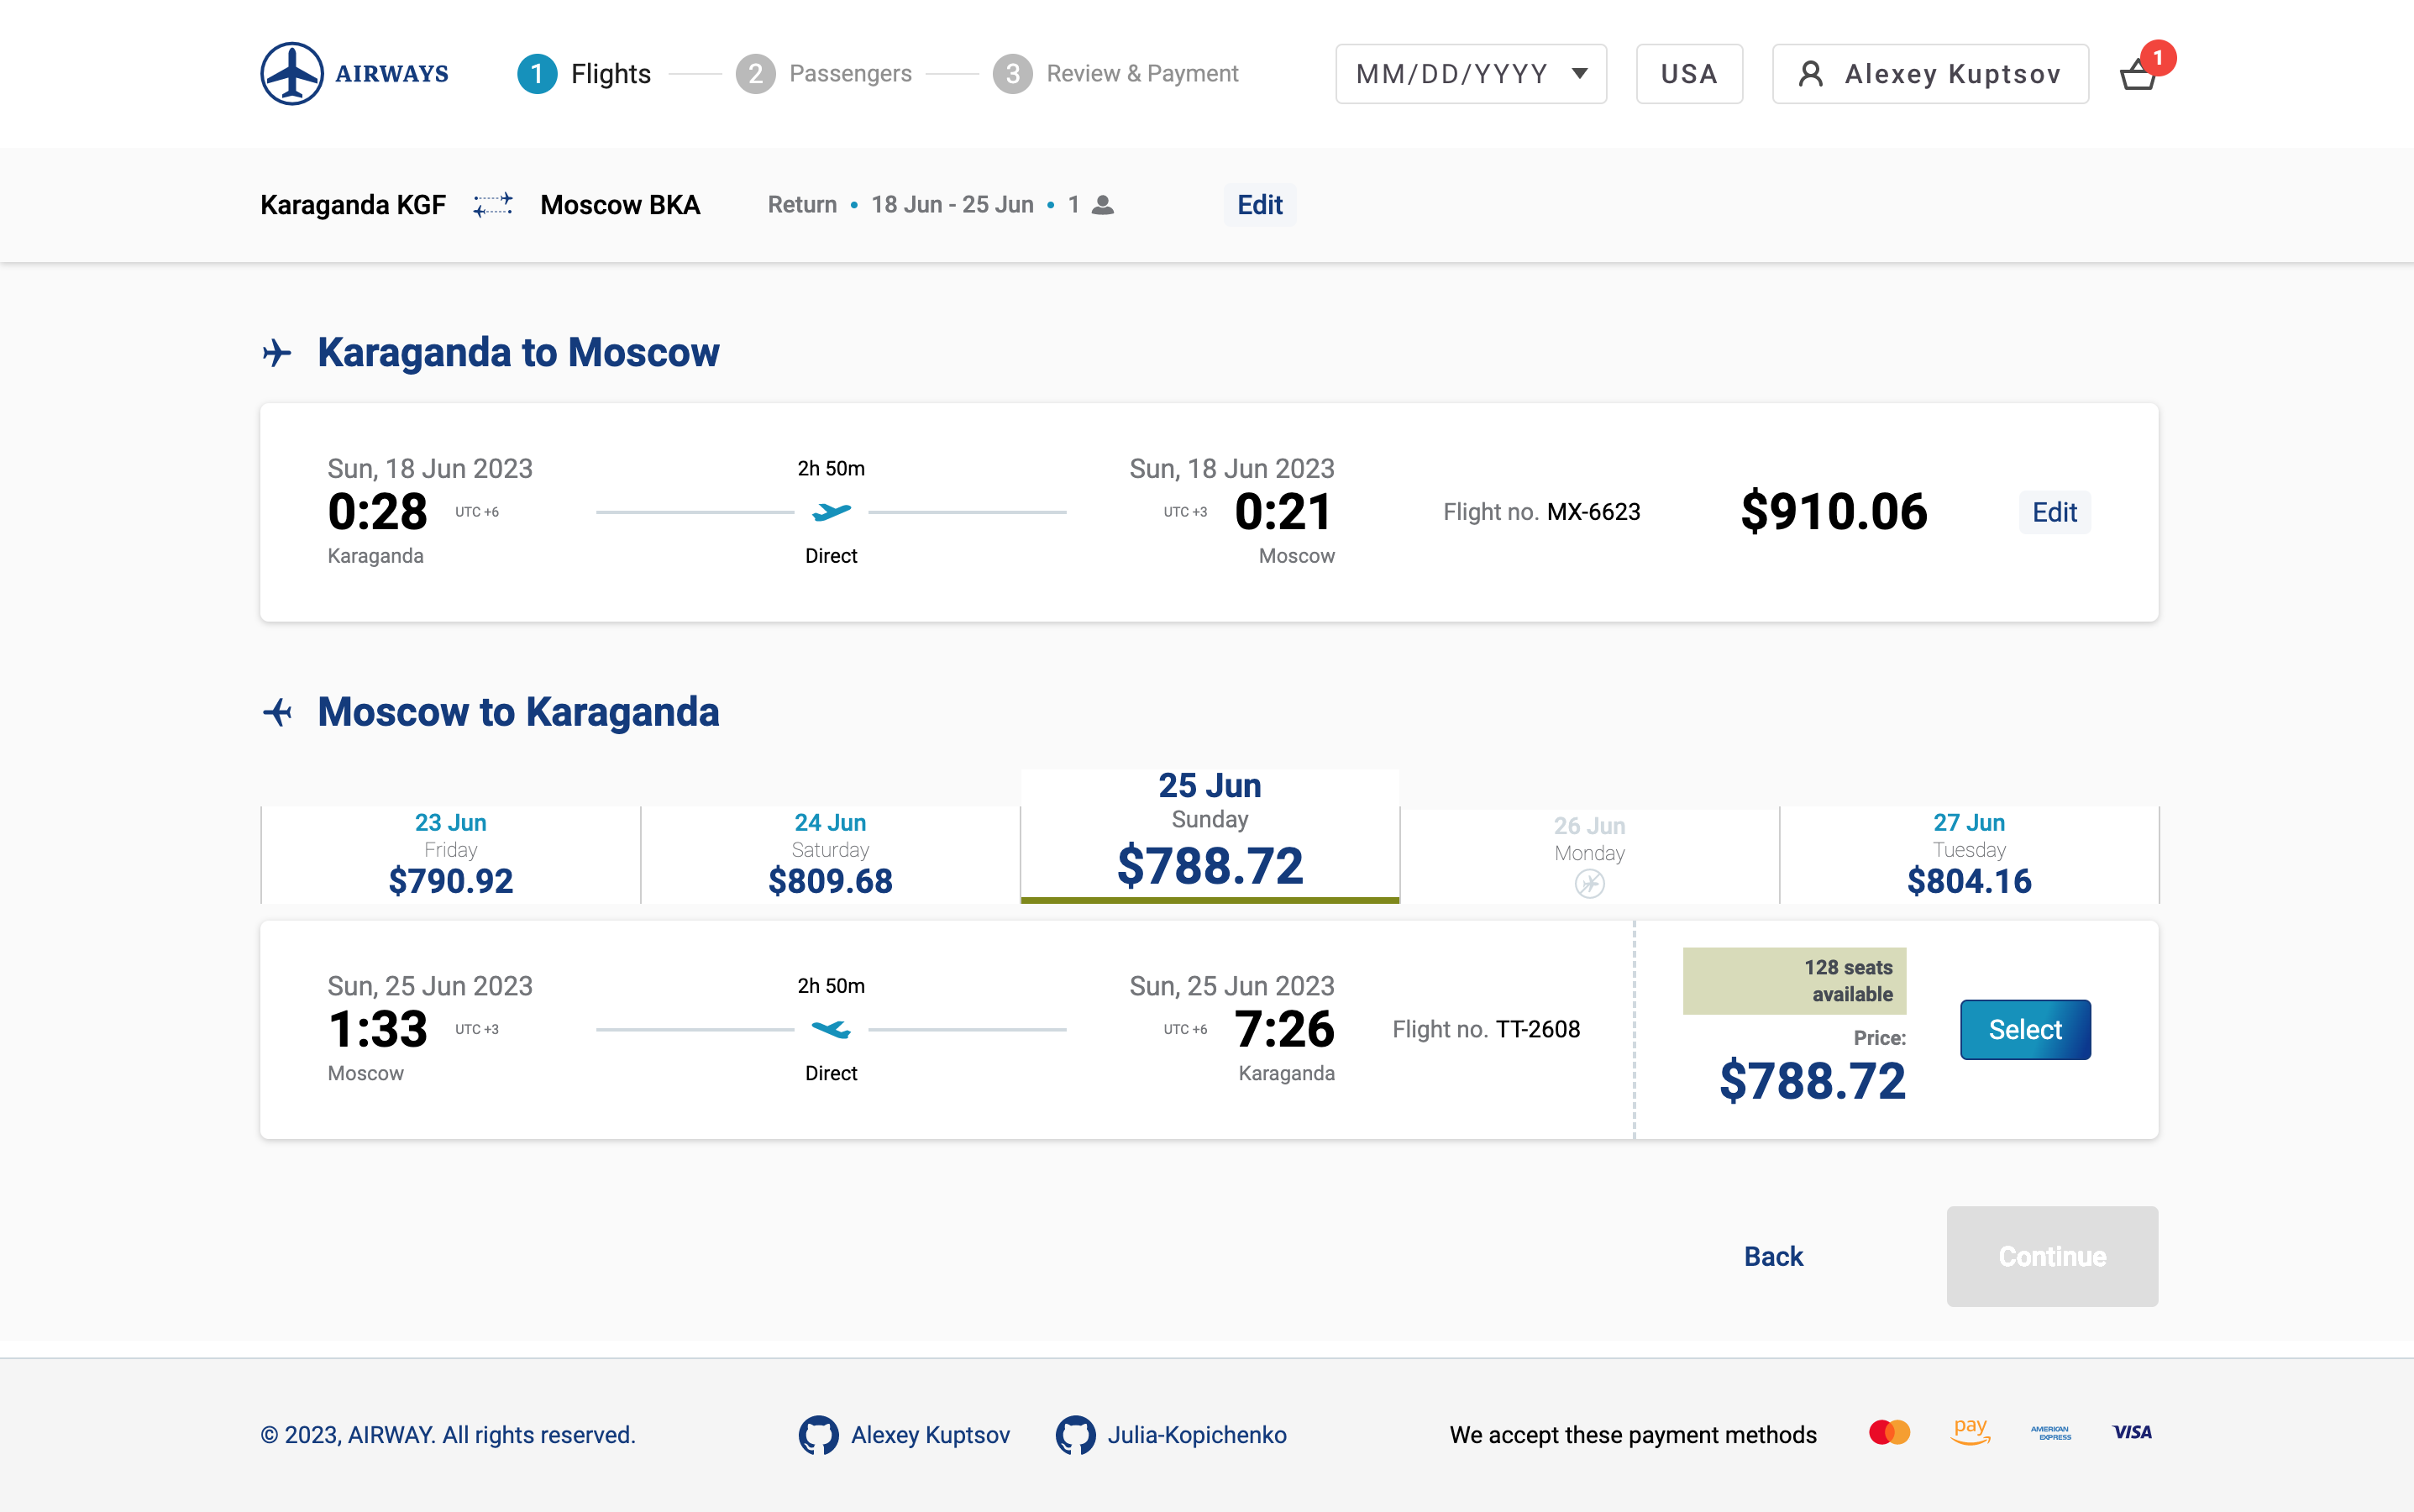 AIRWAYS
1 Flights
2 Passengers
3 Review & Payment
MM/DD/YYYY
USA
Alexey Kuptsov
1
Karaganda KGF
Moscow BKA
Return • 18 Jun - 25 Jun • 1
Edit
Karaganda to Moscow
Sun, 18 Jun 2023
0:28 UTC +6
Karaganda
2h 50m
Direct
Sun, 18 Jun 2023
UTC +3 0:21
Moscow
Flight no. MX-6623
$910.06
Edit
Moscow to Karaganda
23 Jun
Friday
$790.92
24 Jun
Saturday
$809.68
25 Jun
Sunday
$788.72
26 Jun
Monday
27 Jun
Tuesday
$804.16
Sun, 25 Jun 2023
1:33 UTC +3
Moscow
2h 50m
Direct
Sun, 25 Jun 2023
UTC +6 7:26
Karaganda
Flight no. TT-2608
128 seats
available
Price:
$788.72
Select
Back
Continue
© 2023, AIRWAY. All rights reserved.
Alexey Kuptsov
Julia-Kopichenko
We accept these payment methods
pay
AMERICAN
EXPRESS
VISA